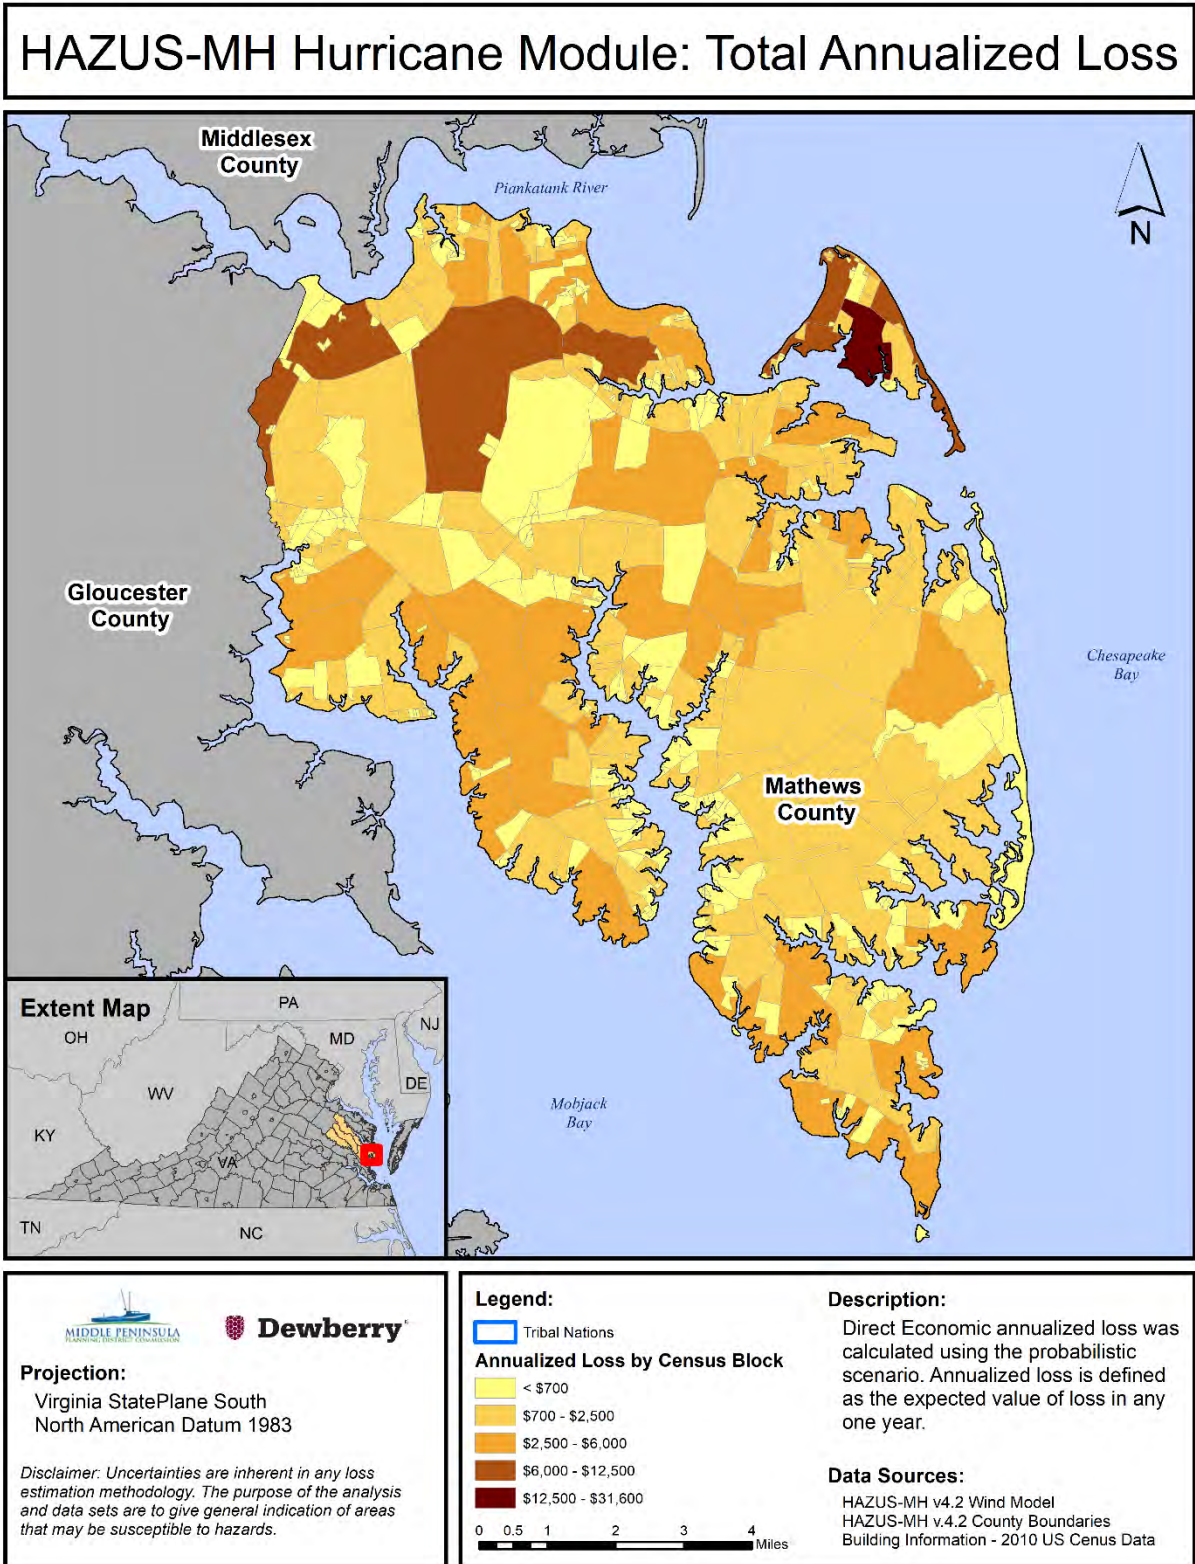 HAZUS-MH Hurricane Module: Total Annualized Loss
Middlesex
County
Piankatank River
N
Gloucester
County
Chesapeake
Bay
Mathews
County
Mobjack
Bay
Extent Map
PA
OH
NJ
MD
DE
WV
KY
VA
TN
NC
MIDDLE PENINSULA
PLANNING DISTRICT COMMISSION
Dewberry
Projection:
Virginia StatePlane South
North American Datum 1983
Disclaimer: Uncertainties are inherent in any loss
estimation methodology. The purpose of the analysis
and data sets are to give general indication of areas
that may be susceptible to hazards.
Legend:
Tribal Nations
Annualized Loss by Census Block
< $700
$700 - $2,500
$2,500 - $6,000
$6,000 - $12,500
$12,500 - $31,600
0 0.5 1 2 3 4
Miles
Description:
Direct Economic annualized loss was
calculated using the probabilistic
scenario. Annualized loss is defined
as the expected value of loss in any
one year.
Data Sources:
HAZUS-MH v4.2 Wind Model
HAZUS-MH v.4.2 County Boundaries
Building Information - 2010 US Cenus Data